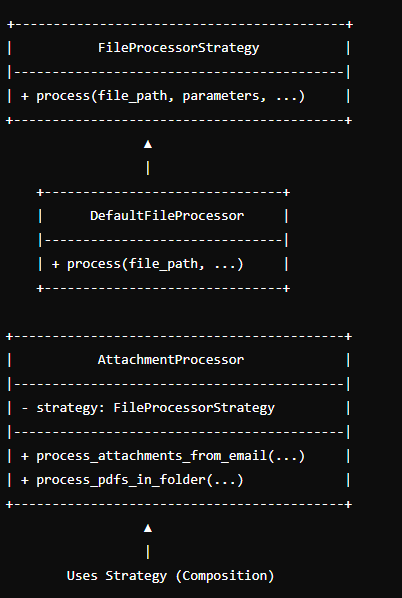 +-------------------------------------------+
|           FileProcessorStrategy           |
|-------------------------------------------|
| + process(file_path, parameters, ...)     |
+-------------------------------------------+
                  ▲
                  |
    +-------------------------------+
    |      DefaultFileProcessor     |
    |-------------------------------|
    | + process(file_path, ...)     |
    +-------------------------------+

+-------------------------------------------+
|           AttachmentProcessor             |
|-------------------------------------------|
| - strategy: FileProcessorStrategy         |
|-------------------------------------------|
| + process_attachments_from_email(...)     |
| + process_pdfs_in_folder(...)             |
+-------------------------------------------+
                  ▲
                  |
       Uses Strategy (Composition)